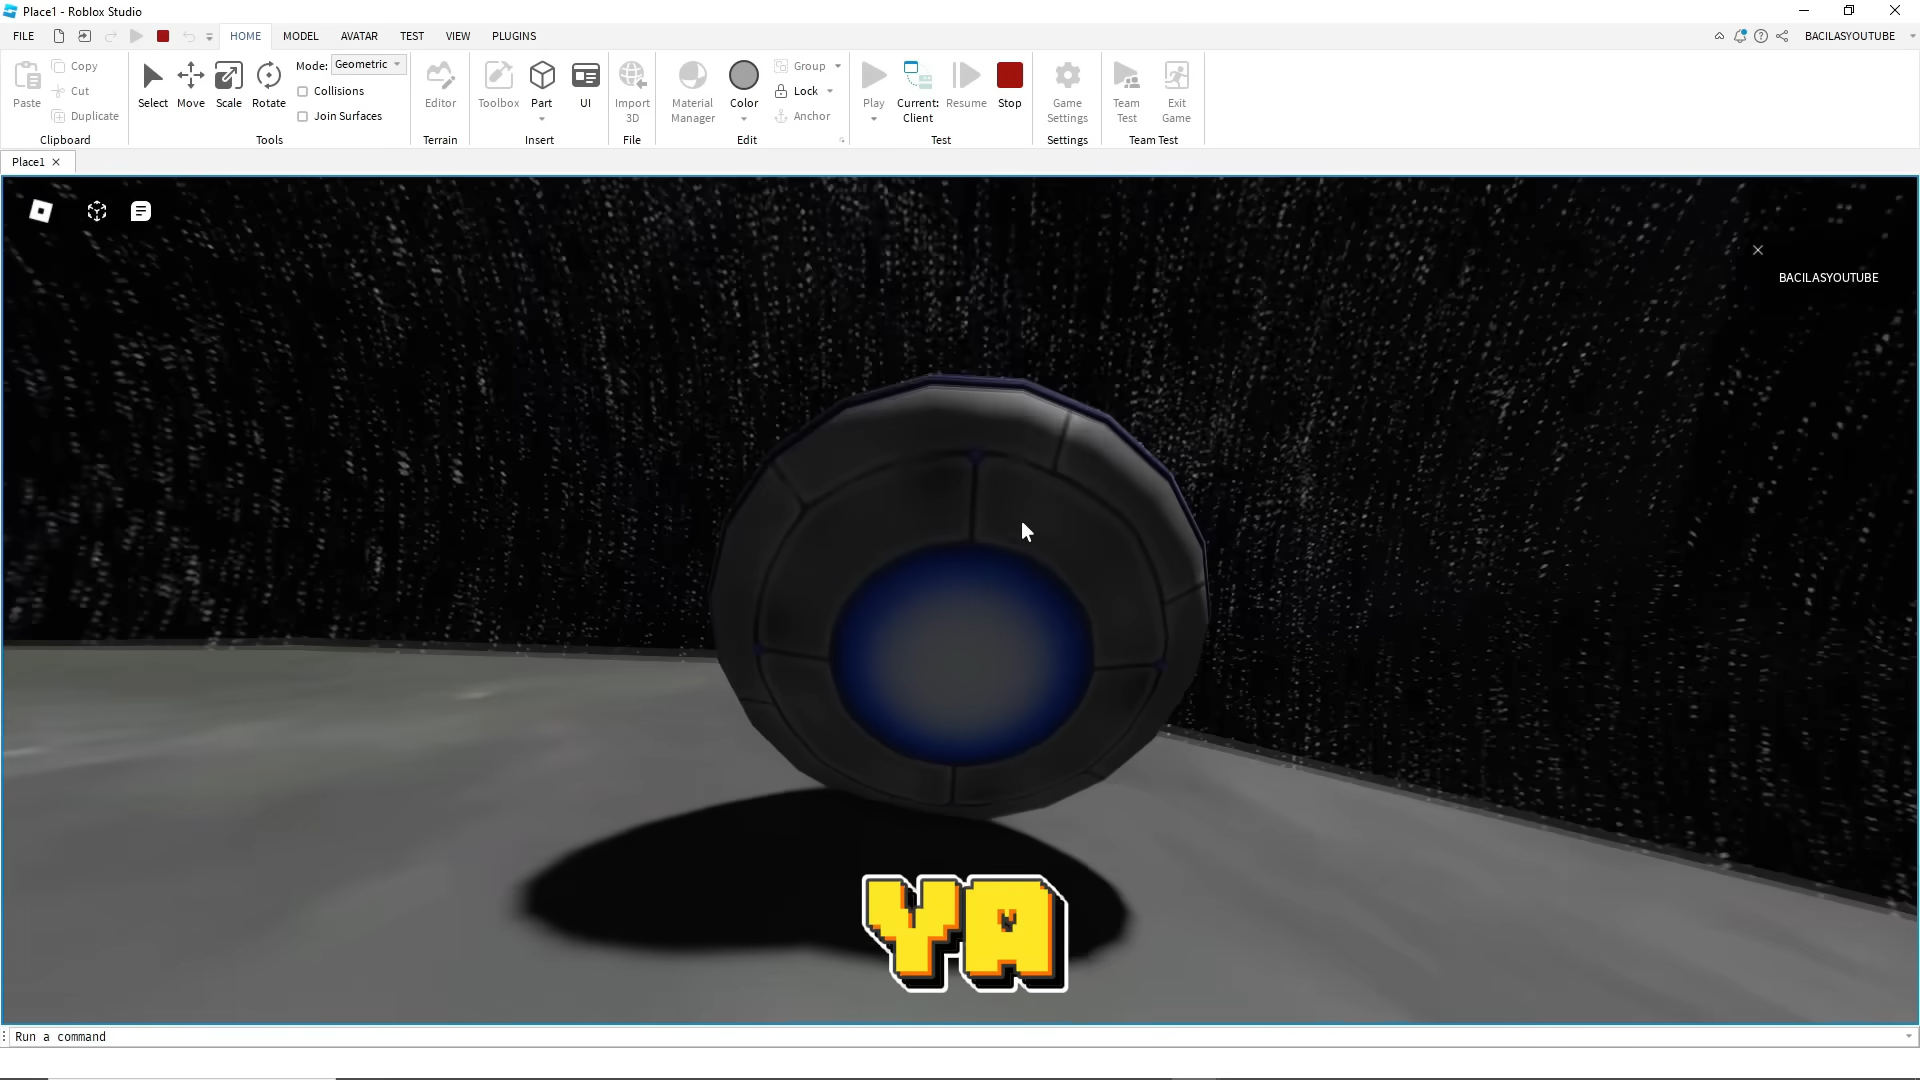 Place1 - Roblox Studio
FILE HOME MODEL AVATAR TEST VIEW PLUGINS BACILASYOUTUBE
Paste Copy Cut Duplicate Clipboard
Select Move Scale Rotate Mode: Geometric Collisions Join Surfaces Tools
Editor Terrain
Toolbox Part UI Insert
Import 3D File
Material Manager Color Group Lock Anchor Edit
Play Current: Client Resume Stop Test
Game Settings Settings
Team Test Exit Game Team Test
Place1
BACILASYOUTUBE
YA
Run a command